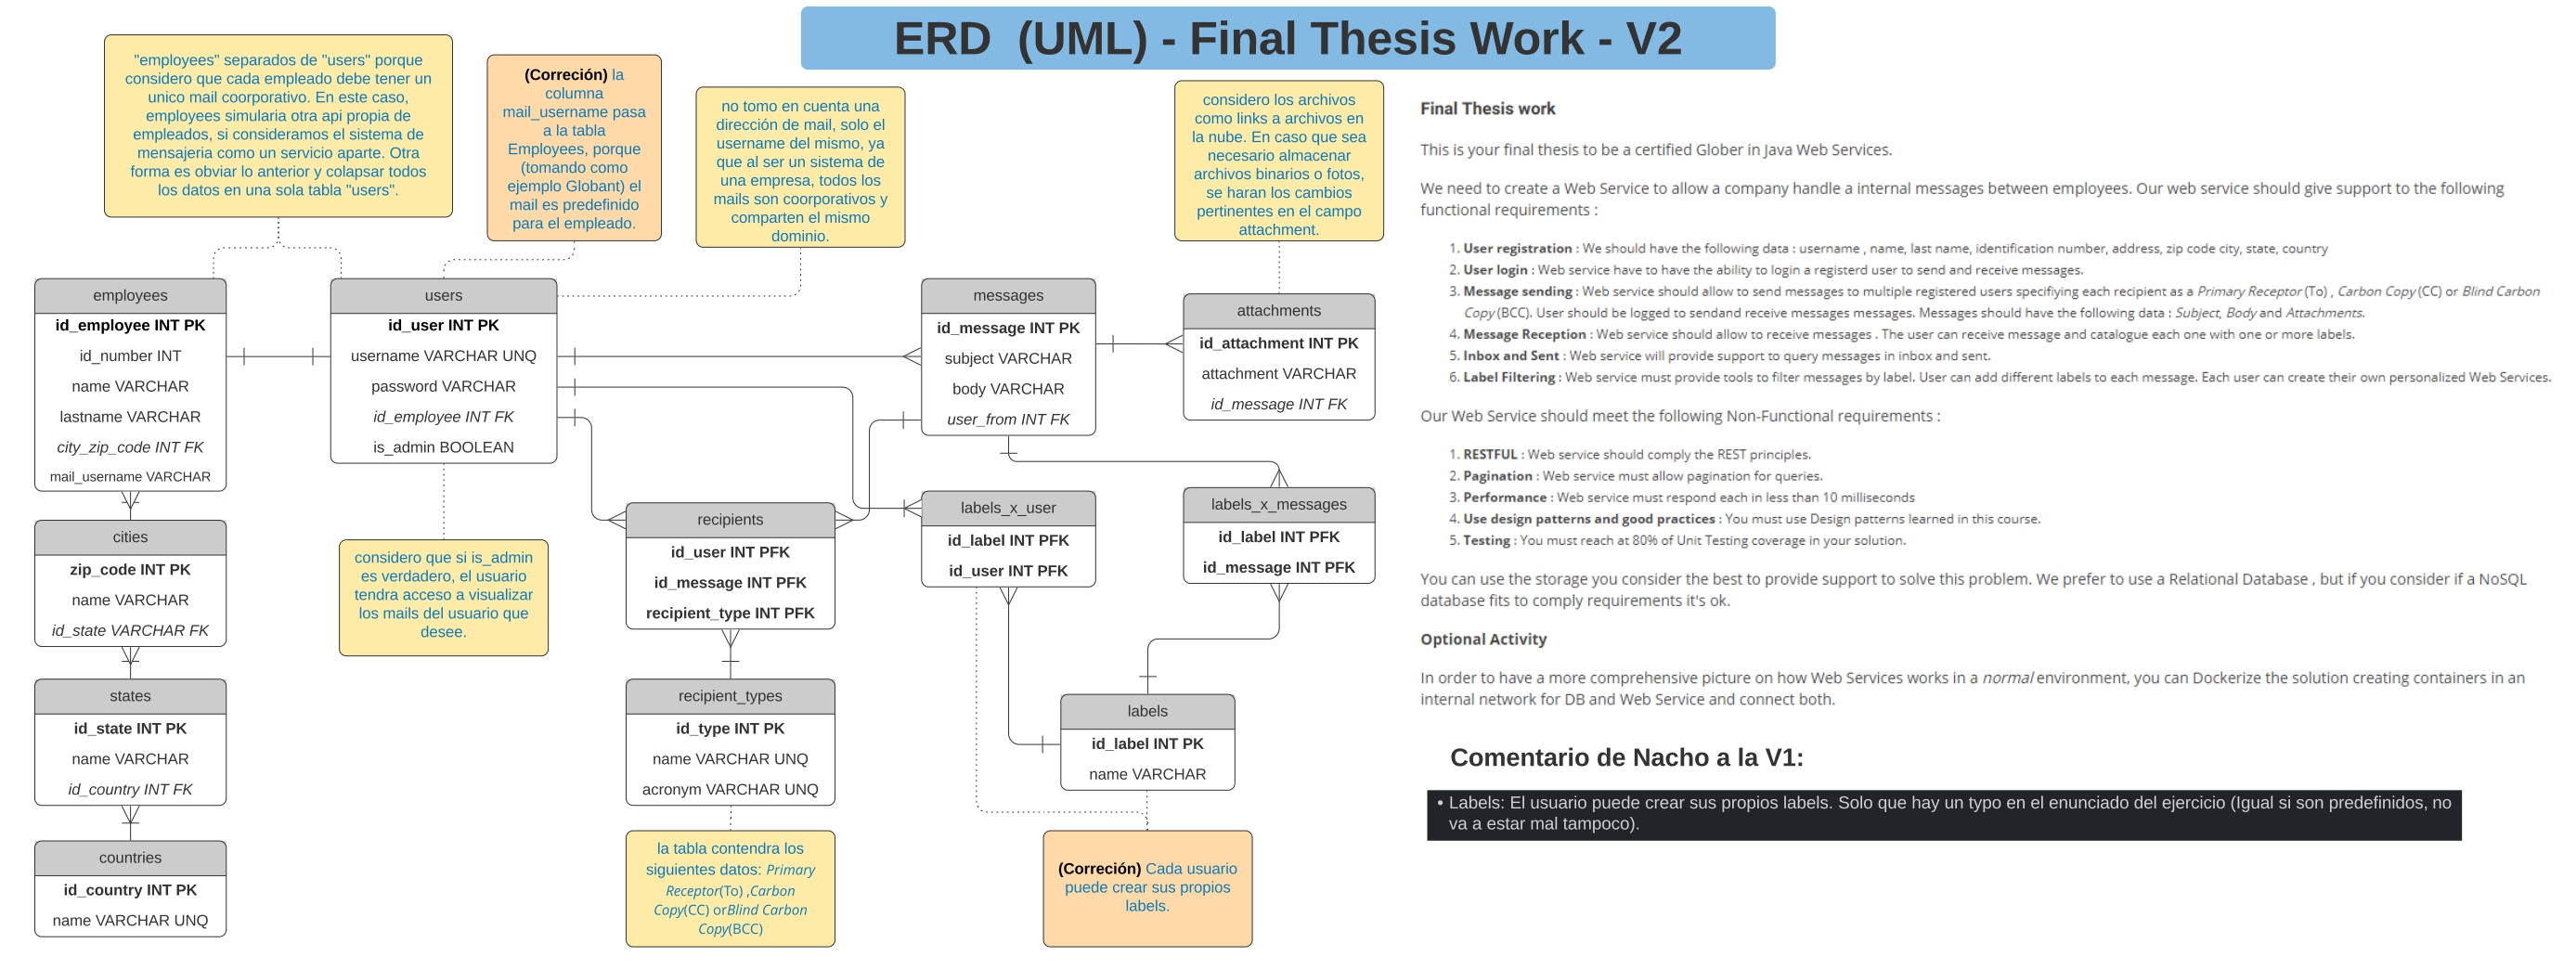 ERD  (UML) - Final Thesis Work - V2
"employees" separados de "users" porque
considero que cada empleado debe tener un
unico mail coorporativo. En este caso,
employees simularia otra api propia de
empleados, si consideramos el sistema de
mensajeria como un servicio aparte. Otra
forma es obviar lo anterior y colapsar todos
los datos en una sola tabla "users".
(Correción) la
columna
mail_username pasa
a la tabla
Employees, porque
(tomando como
ejemplo Globant) el
mail es predefinido
para el empleado.
no tomo en cuenta una
dirección de mail, solo el
username del mismo, ya
que al ser un sistema de
una empresa, todos los
mails son coorporativos y
comparten el mismo
dominio.
considero los archivos
como links a archivos en
la nube. En caso que sea
necesario almacenar
archivos binarios o fotos,
se haran los cambios
pertinentes en el campo
attachment.
employees
id_employee INT PK
id_number INT
name VARCHAR
lastname VARCHAR
city_zip_code INT FK
mail_username VARCHAR
users
id_user INT PK
username VARCHAR UNQ
password VARCHAR
id_employee INT FK
is_admin BOOLEAN
messages
id_message INT PK
subject VARCHAR
body VARCHAR
user_from INT FK
attachments
id_attachment INT PK
attachment VARCHAR
id_message INT FK
cities
zip_code INT PK
name VARCHAR
id_state VARCHAR FK
considero que si is_admin
es verdadero, el usuario
tendra acceso a visualizar
los mails del usuario que
desee.
recipients
id_user INT PFK
id_message INT PFK
recipient_type INT PFK
labels_x_user
id_label INT PFK
id_user INT PFK
labels_x_messages
id_label INT PFK
id_message INT PFK
states
id_state INT PK
name VARCHAR
id_country INT FK
recipient_types
id_type INT PK
name VARCHAR UNQ
acronym VARCHAR UNQ
labels
id_label INT PK
name VARCHAR
countries
id_country INT PK
name VARCHAR UNQ
la tabla contendra los
siguientes datos: Primary
Receptor(To) ,Carbon
Copy(CC) orBlind Carbon
Copy(BCC)
(Correción) Cada usuario
puede crear sus propios
labels.
Final Thesis work
This is your final thesis to be a certified Glober in Java Web Services.
We need to create a Web Service to allow a company handle a internal messages between employees. Our web service should give support to the following
functional requirements :
1. User registration : We should have the following data : username , name, last name, identification number, address, zip code city, state, country
2. User login : Web service have to have the ability to login a registerd user to send and receive messages.
3. Message sending : Web service should allow to send messages to multiple registered users specifiying each recipient as a Primary Receptor (To) , Carbon Copy (CC) or Blind Carbon
Copy (BCC). User should be logged to sendand receive messages messages. Messages should have the following data : Subject, Body and Attachments.
4. Message Reception : Web service should allow to receive messages . The user can receive message and catalogue each one with one or more labels.
5. Inbox and Sent : Web service will provide support to query messages in inbox and sent.
6. Label Filtering : Web service must provide tools to filter messages by label. User can add different labels to each message. Each user can create their own personalized Web Services.
Our Web Service should meet the following Non-Functional requirements :
1. RESTFUL : Web service should comply the REST principles.
2. Pagination : Web service must allow pagination for queries.
3. Performance : Web service must respond each in less than 10 milliseconds
4. Use design patterns and good practices : You must use Design patterns learned in this course.
5. Testing : You must reach at 80% of Unit Testing coverage in your solution.
You can use the storage you consider the best to provide support to solve this problem. We prefer to use a Relational Database , but if you consider if a NoSQL
database fits to comply requirements it's ok.
Optional Activity
In order to have a more comprehensive picture on how Web Services works in a normal environment, you can Dockerize the solution creating containers in an
internal network for DB and Web Service and connect both.
Comentario de Nacho a la V1:
• Labels: El usuario puede crear sus propios labels. Solo que hay un typo en el enunciado del ejercicio (Igual si son predefinidos, no
va a estar mal tampoco).